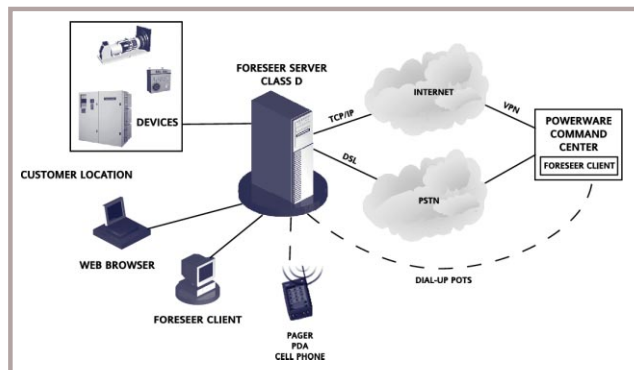 FORESEER SERVER
CLASS D
DEVICES
CUSTOMER LOCATION
WEB BROWSER
FORESEER CLIENT
PAGER
PDA
CELL PHONE
TCP/IP
INTERNET
VPN
DSL
PSTN
POWERWARE
COMMAND
CENTER
FORESEER CLIENT
DIAL-UP POTS